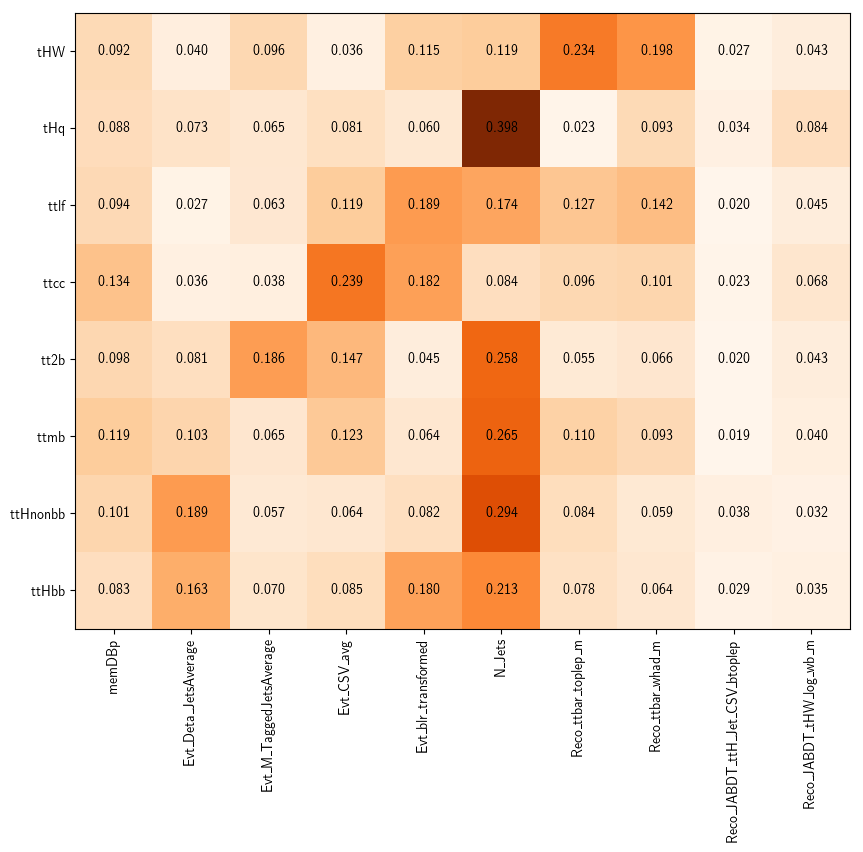 tHW 0.092 0.040 0.096 0.036 0.115 0.119 0.234 0.198 0.027 0.043
tHq 0.088 0.073 0.065 0.081 0.060 0.398 0.023 0.093 0.034 0.084
ttlf 0.094 0.027 0.063 0.119 0.189 0.174 0.127 0.142 0.020 0.045
ttcc 0.134 0.036 0.038 0.239 0.182 0.084 0.096 0.101 0.023 0.068
tt2b 0.098 0.081 0.186 0.147 0.045 0.258 0.055 0.066 0.020 0.043
ttmb 0.119 0.103 0.065 0.123 0.064 0.265 0.110 0.093 0.019 0.040
ttHnonbb 0.101 0.189 0.057 0.064 0.082 0.294 0.084 0.059 0.038 0.032
ttHbb 0.083 0.163 0.070 0.085 0.180 0.213 0.078 0.064 0.029 0.035
memDBp
Evt_Deta_JetsAverage
Evt_M_TaggedJetsAverage
Evt_CSV_avg
Evt_blr_transformed
N_Jets
Reco_ttbar_toplep_m
Reco_ttbar_whad_m
Reco_JABDT_ttH_Jet_CSV_btoplep
Reco_JABDT_tHW_log_wb_m